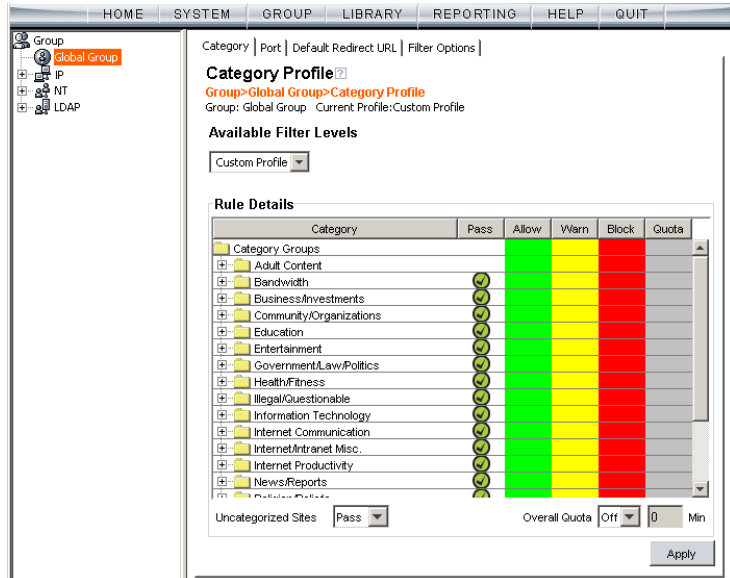 HOME SYSTEM GROUP LIBRARY REPORTING HELP QUIT
Group
Global Group
IP
NT
LDAP
Category Port Default Redirect URL Filter Options
Category Profile ?
Group>Global Group>Category Profile
Group: Global Group Current Profile:Custom Profile
Available Filter Levels
Custom Profile
Rule Details
Category Pass Allow Warn Block Quota
Category Groups
Adult Content
Bandwidth
Business/Investments
Community/Organizations
Education
Entertainment
Government/Law/Politics
Health/Fitness
Illegal/Questionable
Information Technology
Internet Communication
Internet/Intranet Misc.
Internet Productivity
News/Reports
Religion/Beliefs
Uncategorized Sites Pass Overall Quota Off 0 Min
Apply